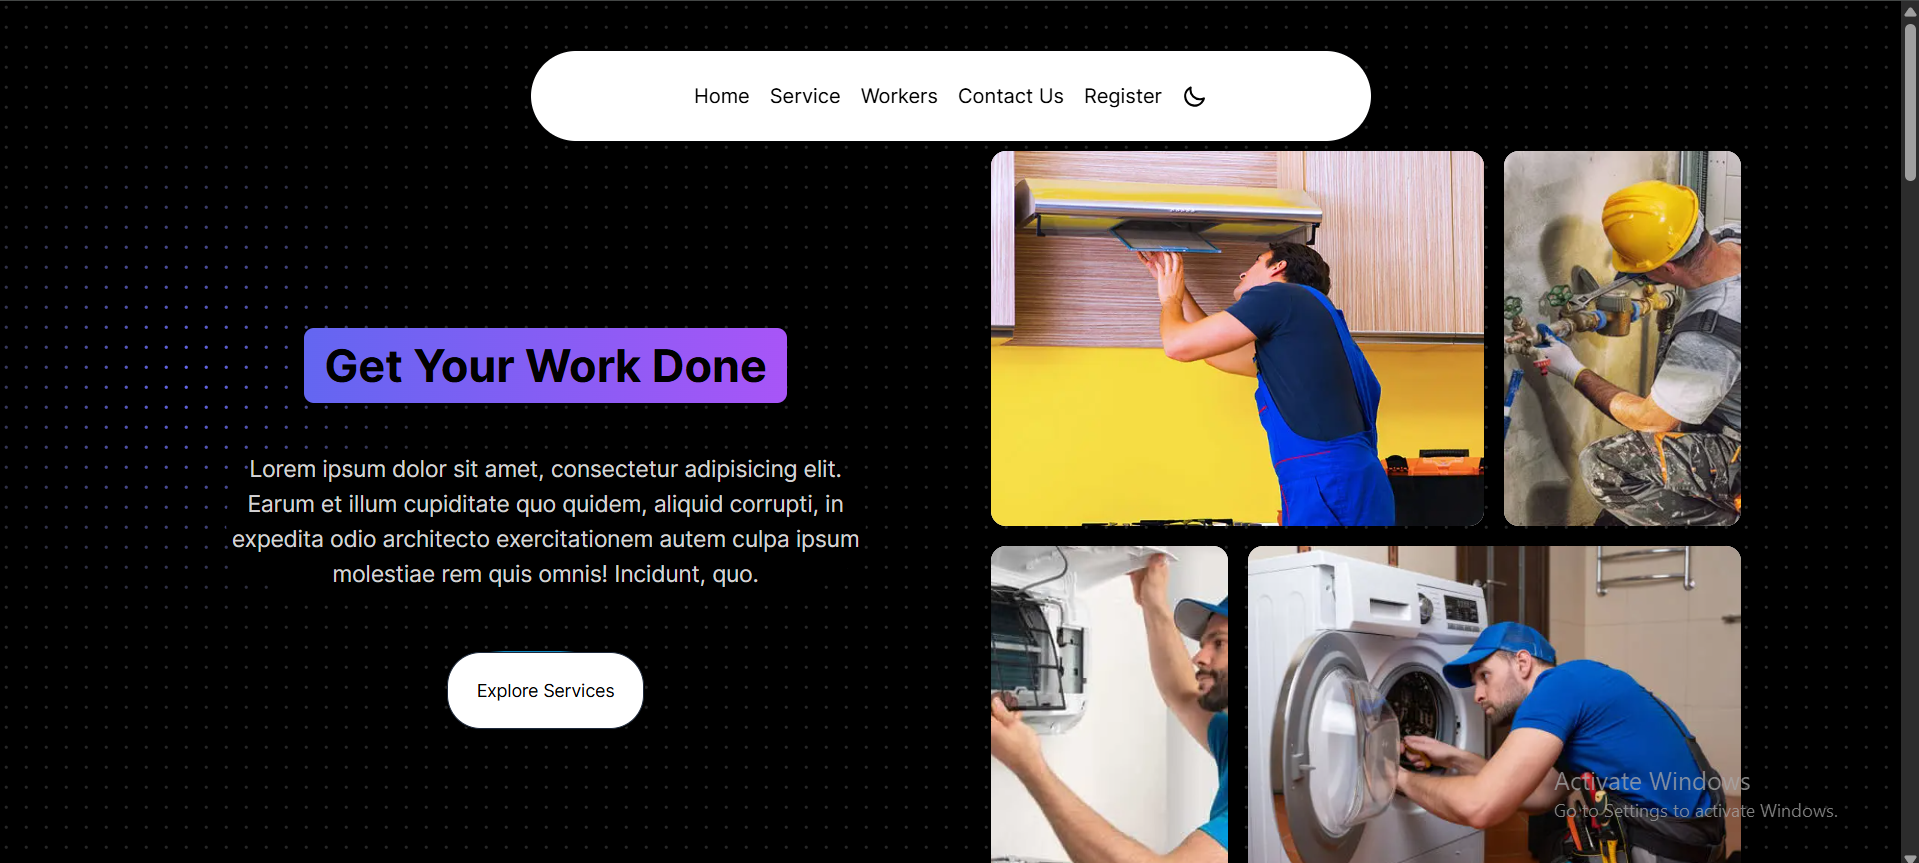 Home Service Workers Contact Us Register
Get Your Work Done
Lorem ipsum dolor sit amet, consectetur adipisicing elit.
Earum et illum cupiditate quo quidem, aliquid corrupti, in
expedita odio architecto exercitationem autem culpa ipsum
molestiae rem quis omnis! Incidunt, quo.
Explore Services
Activate Windows
Go to Settings to activate Windows.